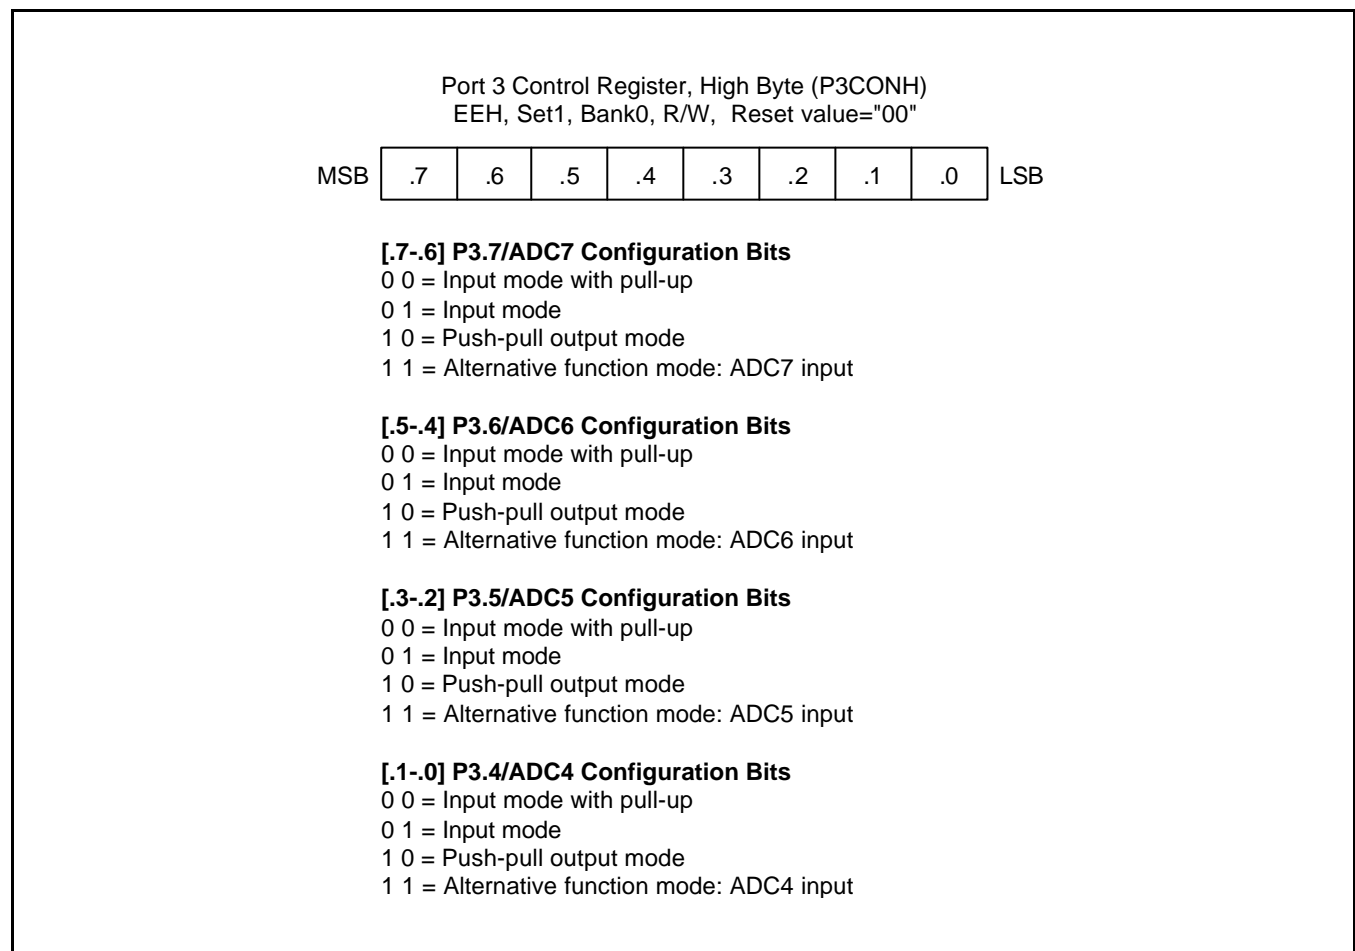 Port 3 Control Register, High Byte (P3CONH)
EEH, Set1, Bank0, R/W, Reset value="00"
MSB .7 .6 .5 .4 .3 .2 .1 .0 LSB
[.7-.6] P3.7/ADC7 Configuration Bits
0 0 = Input mode with pull-up
0 1 = Input mode
1 0 = Push-pull output mode
1 1 = Alternative function mode: ADC7 input
[.5-.4] P3.6/ADC6 Configuration Bits
0 0 = Input mode with pull-up
0 1 = Input mode
1 0 = Push-pull output mode
1 1 = Alternative function mode: ADC6 input
[.3-.2] P3.5/ADC5 Configuration Bits
0 0 = Input mode with pull-up
0 1 = Input mode
1 0 = Push-pull output mode
1 1 = Alternative function mode: ADC5 input
[.1-.0] P3.4/ADC4 Configuration Bits
0 0 = Input mode with pull-up
0 1 = Input mode
1 0 = Push-pull output mode
1 1 = Alternative function mode: ADC4 input